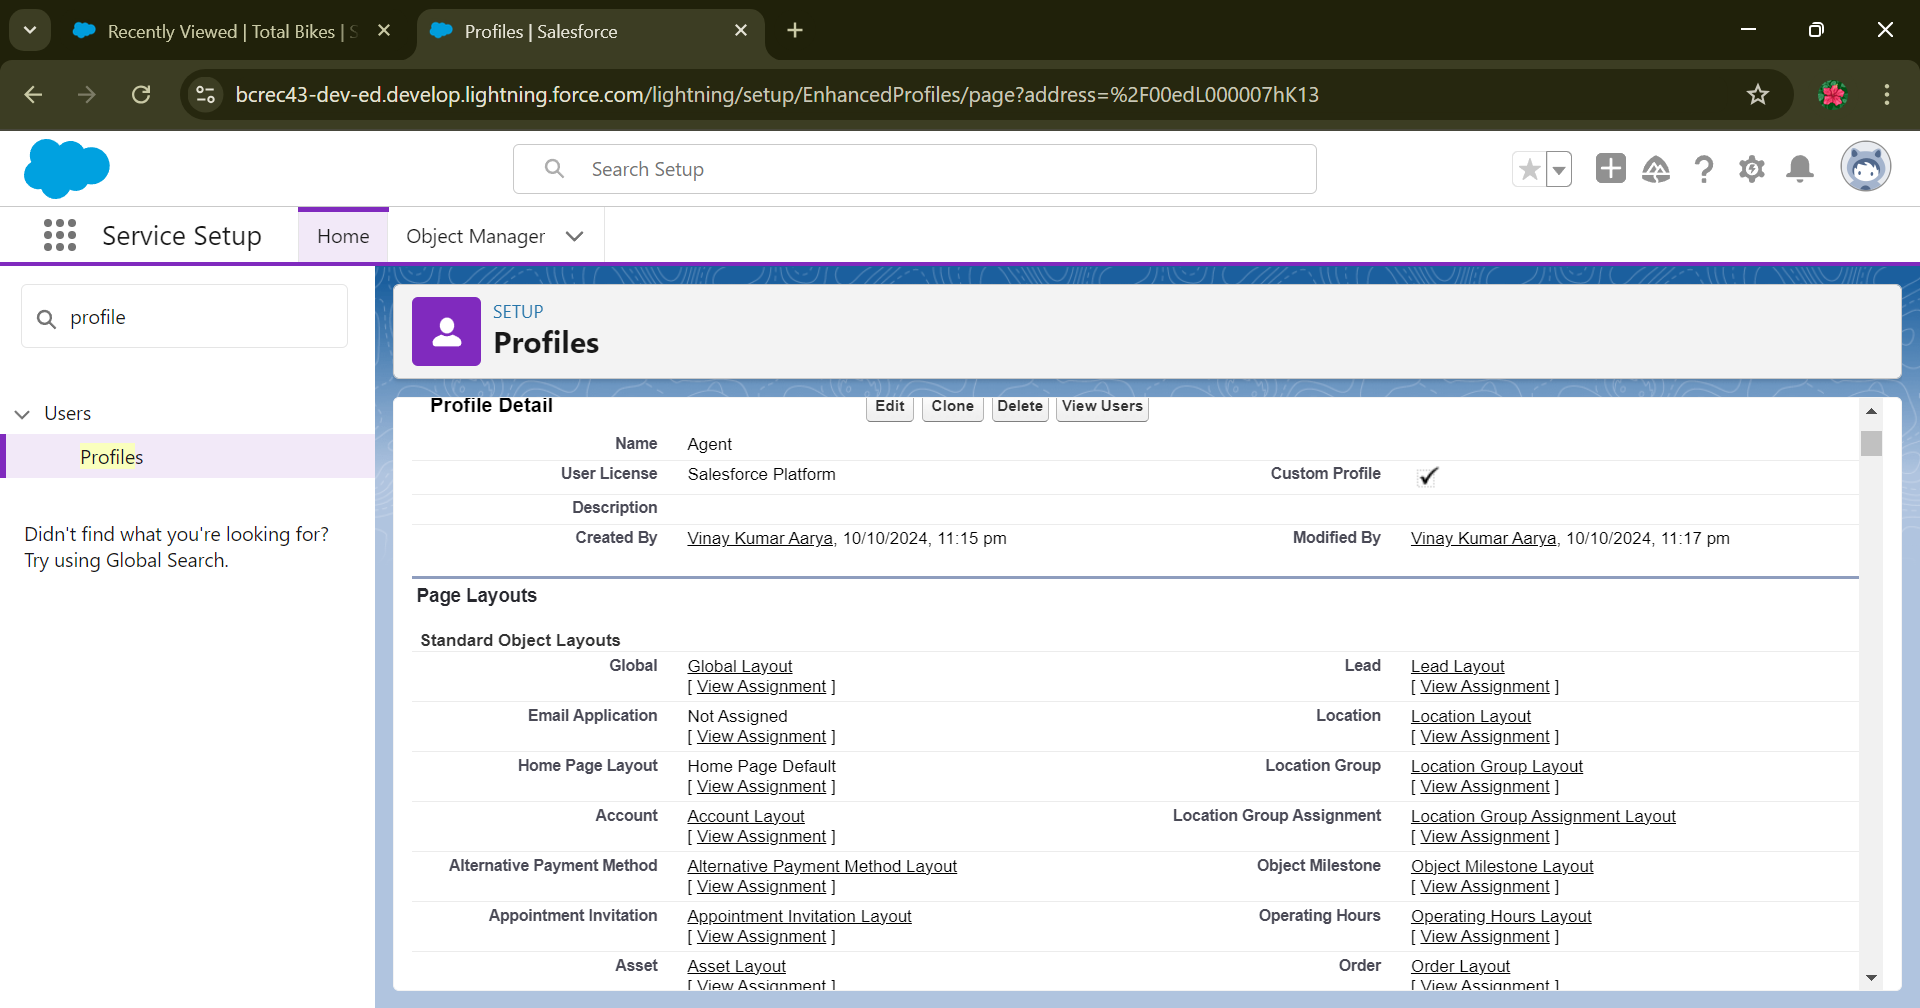 Recently Viewed | Total Bikes | S
Profiles | Salesforce
bcrec43-dev-ed.develop.lightning.force.com/lightning/setup/EnhancedProfiles/page?address=%2F00edL000007hK13
Search Setup
Service Setup
Home
Object Manager
profile
Users
Profiles
Didn't find what you're looking for?
Try using Global Search.
SETUP
Profiles
Profile Detail
Edit
Clone
Delete
View Users
Name Agent
User License Salesforce Platform Custom Profile
Description
Created By Vinay Kumar Aarya, 10/10/2024, 11:15 pm Modified By Vinay Kumar Aarya, 10/10/2024, 11:17 pm
Page Layouts
Standard Object Layouts
Global Global Layout Lead Lead Layout
[ View Assignment ] [ View Assignment ]
Email Application Not Assigned Location Location Layout
[ View Assignment ] [ View Assignment ]
Home Page Layout Home Page Default Location Group Location Group Layout
[ View Assignment ] [ View Assignment ]
Account Account Layout Location Group Assignment Location Group Assignment Layout
[ View Assignment ] [ View Assignment ]
Alternative Payment Method Alternative Payment Method Layout Object Milestone Object Milestone Layout
[ View Assignment ] [ View Assignment ]
Appointment Invitation Appointment Invitation Layout Operating Hours Operating Hours Layout
[ View Assignment ] [ View Assignment ]
Asset Asset Layout Order Order Layout
[ View Assignment ] [ View Assignment ]